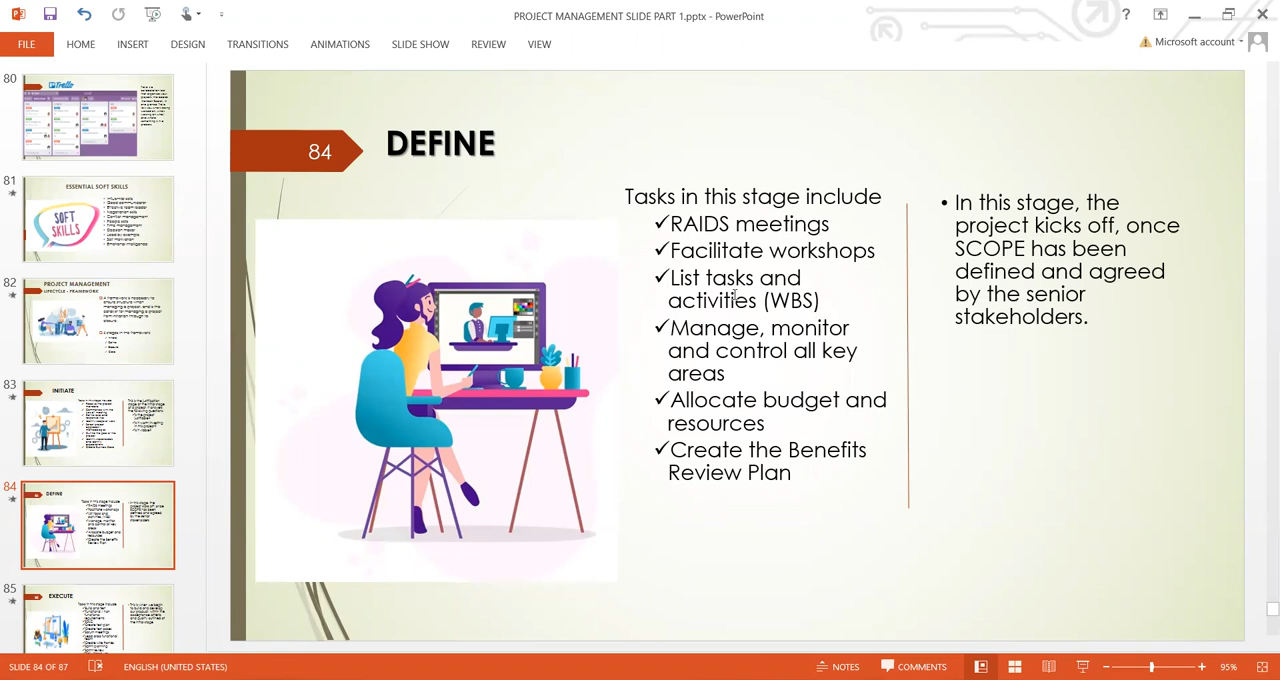 PROJECT MANAGEMENT SLIDE PART 1.pptx - PowerPoint
?
FILE
HOME
INSERT
DESIGN
TRANSITIONS
ANIMATIONS
SLIDE SHOW
REVIEW
VIEW
Microsoft account
80
Trello
81
ESSENTIAL SOFT SKILLS
SOFT
SKILLS
82
PROJECT MANAGEMENT
LIFECYCLE - FRAMEWORK
83
INITIATE
84
DEFINE
85
EXECUTE
84
DEFINE
Tasks in this stage include
✓RAIDS meetings
✓Facilitate workshops
✓List tasks and
activities (WBS)
✓Manage, monitor
and control all key
areas
✓Allocate budget and
resources
✓Create the Benefits
Review Plan
• In this stage, the
project kicks off, once
SCOPE has been
defined and agreed
by the senior
stakeholders.
SLIDE 84 OF 87
ENGLISH (UNITED STATES)
NOTES
COMMENTS
95%